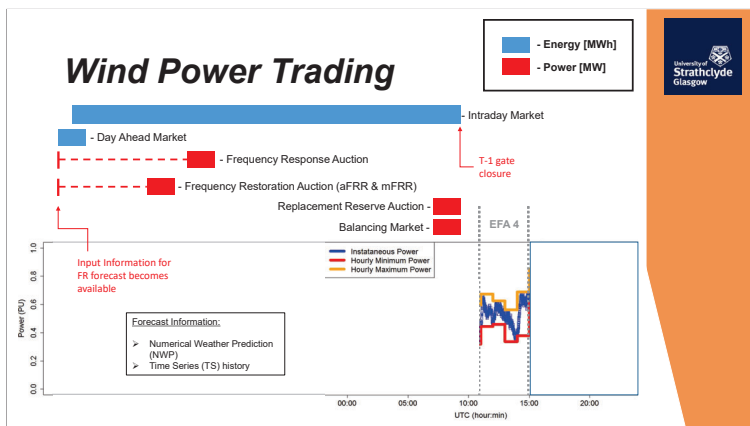 Wind Power Trading
- Energy [MWh]
- Power [MW]
University of
Strathclyde
Glasgow
- Intraday Market
- Day Ahead Market
- Frequency Response Auction
T-1 gate
closure
- Frequency Restoration Auction (aFRR & mFRR)
Replacement Reserve Auction -
Balancing Market -
EFA 4
Input Information for
FR forecast becomes
available
Instataneous Power
Hourly Minimum Power
Hourly Maximum Power
Forecast Information:
➢ Numerical Weather Prediction
(NWP)
➢ Time Series (TS) history
Power (PU)
1.0
0.8
0.6
0.4
0.2
0.0
00:00 05:00 10:00 15:00 20:00
UTC (hour:min)